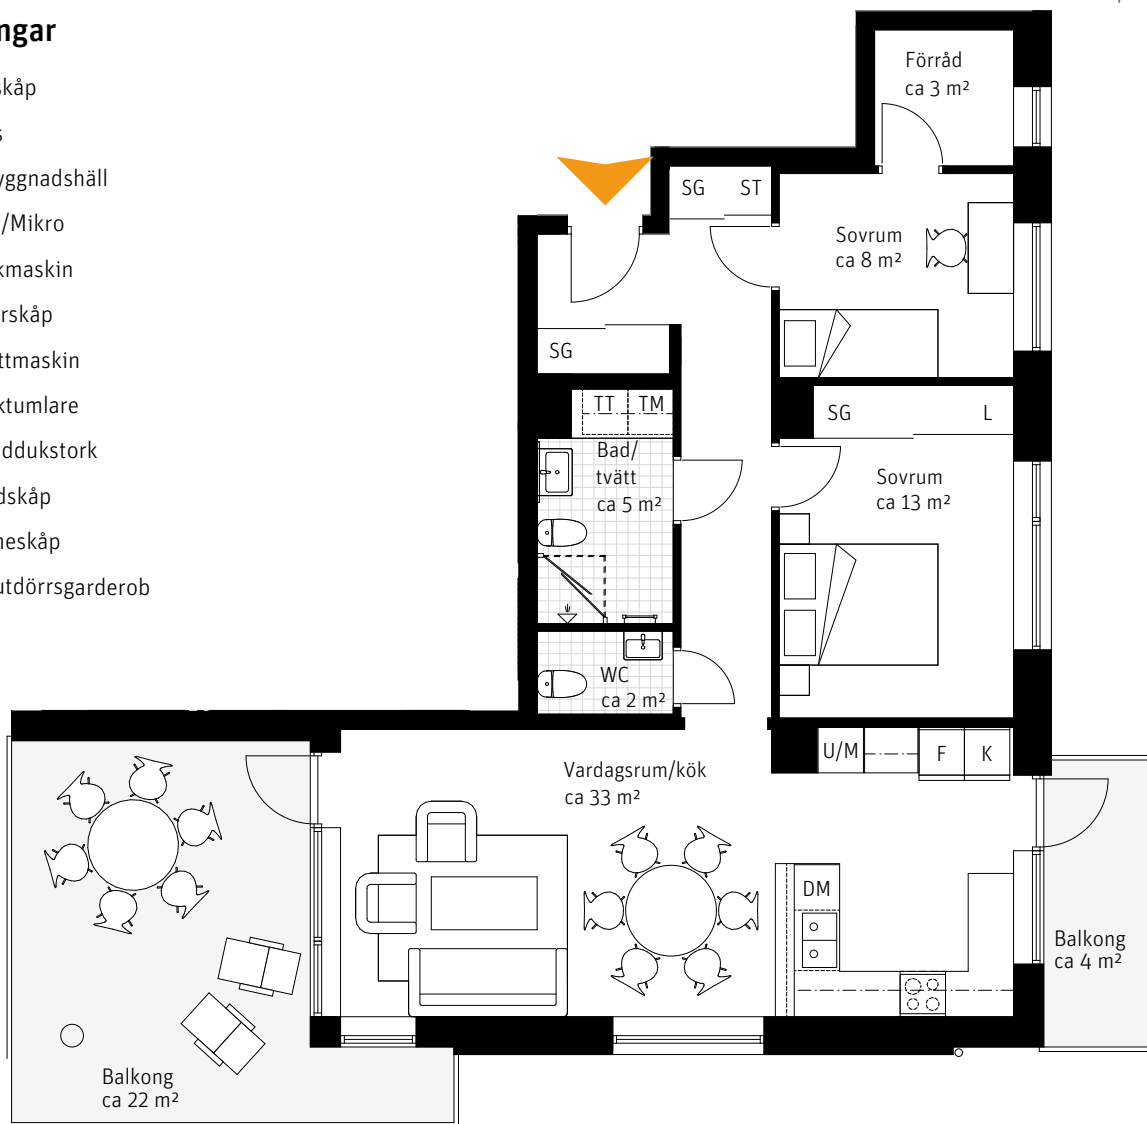 ngar
skåp
s
yggnadshäll
/Mikro
kmaskin
rskåp
ttmaskin
ktumlare
ddukstork
dskåp
neskåp
utdörrsgarderob
Förråd
ca 3 m²
SG ST
Sovrum
ca 8 m²
SG
TT TM
SG L
Bad/
tvätt
ca 5 m²
Sovrum
ca 13 m²
WC
ca 2 m²
U/M F K
Vardagsrum/kök
ca 33 m²
DM
Balkong
ca 4 m²
Balkong
ca 22 m²